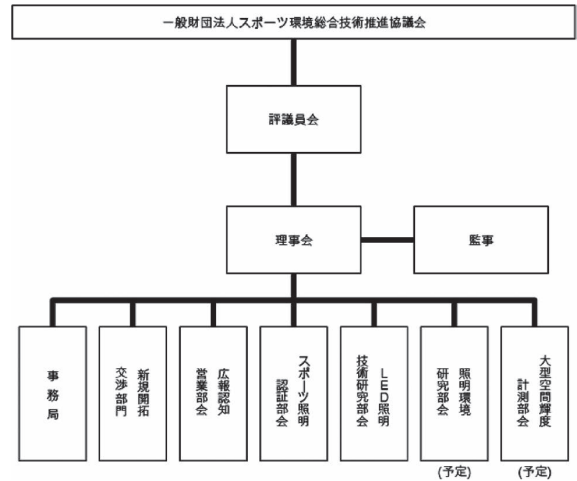 一般財団法人スポーツ環境総合技術推進協議会
評議員会
理事会
監事
事務局
新規開拓
交渉部門
広報認知
営業部会
スポーツ照明
認証部会
LED照明
技術研究部会
照明環境
研究部会
(予定)
大型空間輝度
計測部会
(予定)